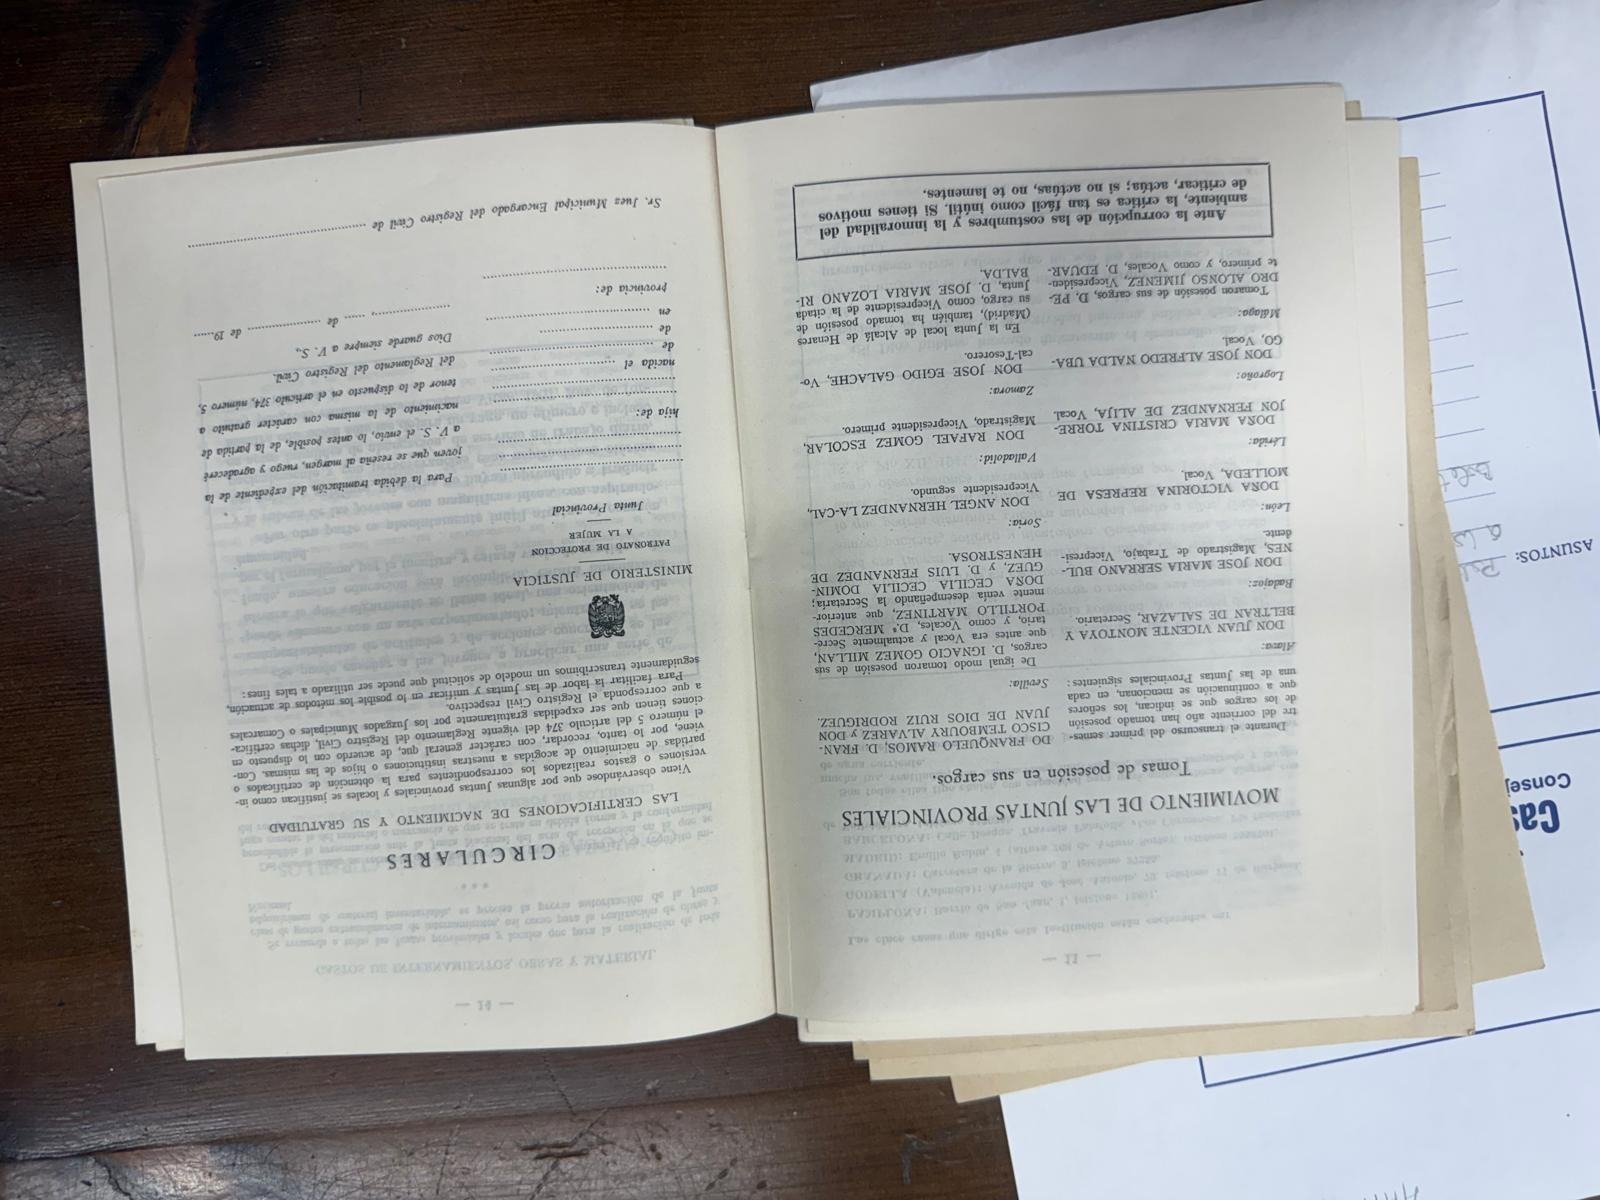 — 11 —
MOVIMIENTO DE LAS JUNTAS PROVINCIALES
Tomas de posesión en sus cargos.
Durante el transcurso del primer semes-
tre del corriente año han tomado posesión
de los cargos que se indican, los señores
que a continuación se mencionan, en cada
una de las Juntas Provinciales siguientes:
Alava:
DON JUAN VICENTE MONTOYA Y
BELTRAN DE SALAZAR, Secretario.
Badajoz:
DON JOSE MARIA SERRANO BUL-
NES, Magistrado de Trabajo, Vicepresi-
dente.
León:
DOÑA VICTORINA REPRESA DE
MOLLEDA, Vocal.
Lérida:
DOÑA MARIA CRISTINA TORRE-
JON FERNANDEZ DE ALIJA, Vocal.
Logroño:
DON JOSE ALFREDO NALDA UBA-
GO, Vocal.
Málaga:
Tomaron posesión de sus cargos, D. PE-
DRO ALONSO JIMENEZ, Vicepresiden-
te primero, y como Vocales, D. EDUAR-
DO FRANQUELO RAMOS, D. FRAN-
CISCO TEMBOURY ALVAREZ y DON
JUAN DE DIOS RUIZ RODRIGUEZ.
Sevilla:
De igual modo tomaron posesión de sus
cargos, D. IGNACIO GOMEZ MILLAN,
que antes era Vocal y actualmente Secre-
tario, y como Vocales, D.ª MERCEDES
PORTILLO MARTINEZ, que anterior-
mente venía desempeñando la Secretaría;
DOÑA CECILIA CECILIA DOMIN-
GUEZ, y D. LUIS FERNANDEZ DE
HENESTROSA.
Soria:
DON ANGEL HERNANDEZ LA-CAL,
Vicepresidente segundo.
Valladolid:
DON RAFAEL GOMEZ ESCOLAR,
Magistrado, Vicepresidente primero.
Zamora:
DON JOSE EGIDO GALACHE, Vo-
cal-Tesorero.
En la Junta local de Alcalá de Henares
(Madrid), también ha tomado posesión de
su cargo, como Vicepresidente de la citada
Junta, D. JOSE MARIA LOZANO RI-
BALDA.
Ante la corrupción de las costumbres y la inmoralidad del
ambiente, la crítica es tan fácil como inútil. Si tienes motivos
de criticar, actúa; si no actúas, no te lamentes.
— 14 —
CIRCULARES
LAS CERTIFICACIONES DE NACIMIENTO Y SU GRATUIDAD
Viene observándose que por algunas Juntas provinciales y locales se justifican como in-
versiones o gastos realizados los correspondientes para la obtención de certificados o
partidas de nacimiento de acogidas a nuestras instituciones o hijos de las mismas. Con-
viene, por lo tanto, recordar, con carácter general que, de acuerdo con lo dispuesto en
el número 5 del artículo 374 del vigente Reglamento del Registro Civil, dichas certifica-
ciones tienen que ser expedidas gratuitamente por los Juzgados Municipales o Comarcales
a que corresponda el Registro Civil respectivo.
Para facilitar la labor de las Juntas y unificar en lo posible los métodos de actuación,
seguidamente transcribimos un modelo de solicitud que puede ser utilizado a tales fines:
MINISTERIO DE JUSTICIA
PATRONATO DE PROTECCION
A LA MUJER
Junta Provincial
hija de:
nacida el
de
de
en
provincia de:
Para la debida tramitación del expediente de la
joven que se reseña al margen, ruego y agradeceré
a V. S. el envío, lo antes posible, de la partida de
nacimiento de la misma con carácter gratuito a
tenor de lo dispuesto en el artículo 374, número 5,
del Reglamento del Registro Civil.
Dios guarde siempre a V. S.,
............., ..... de ................ de 19.....
Sr. Juez Municipal Encargado del Registro Civil de ................
ASUNTOS: